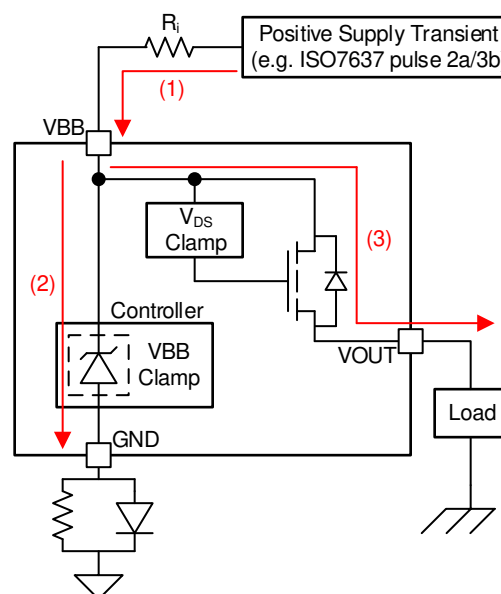 Ri
Positive Supply Transient
(e.g. ISO7637 pulse 2a/3b
(1)
VBB
VDS
Clamp
(3)
(2)
Controller
VBB
Clamp
VOUT
Load
GND